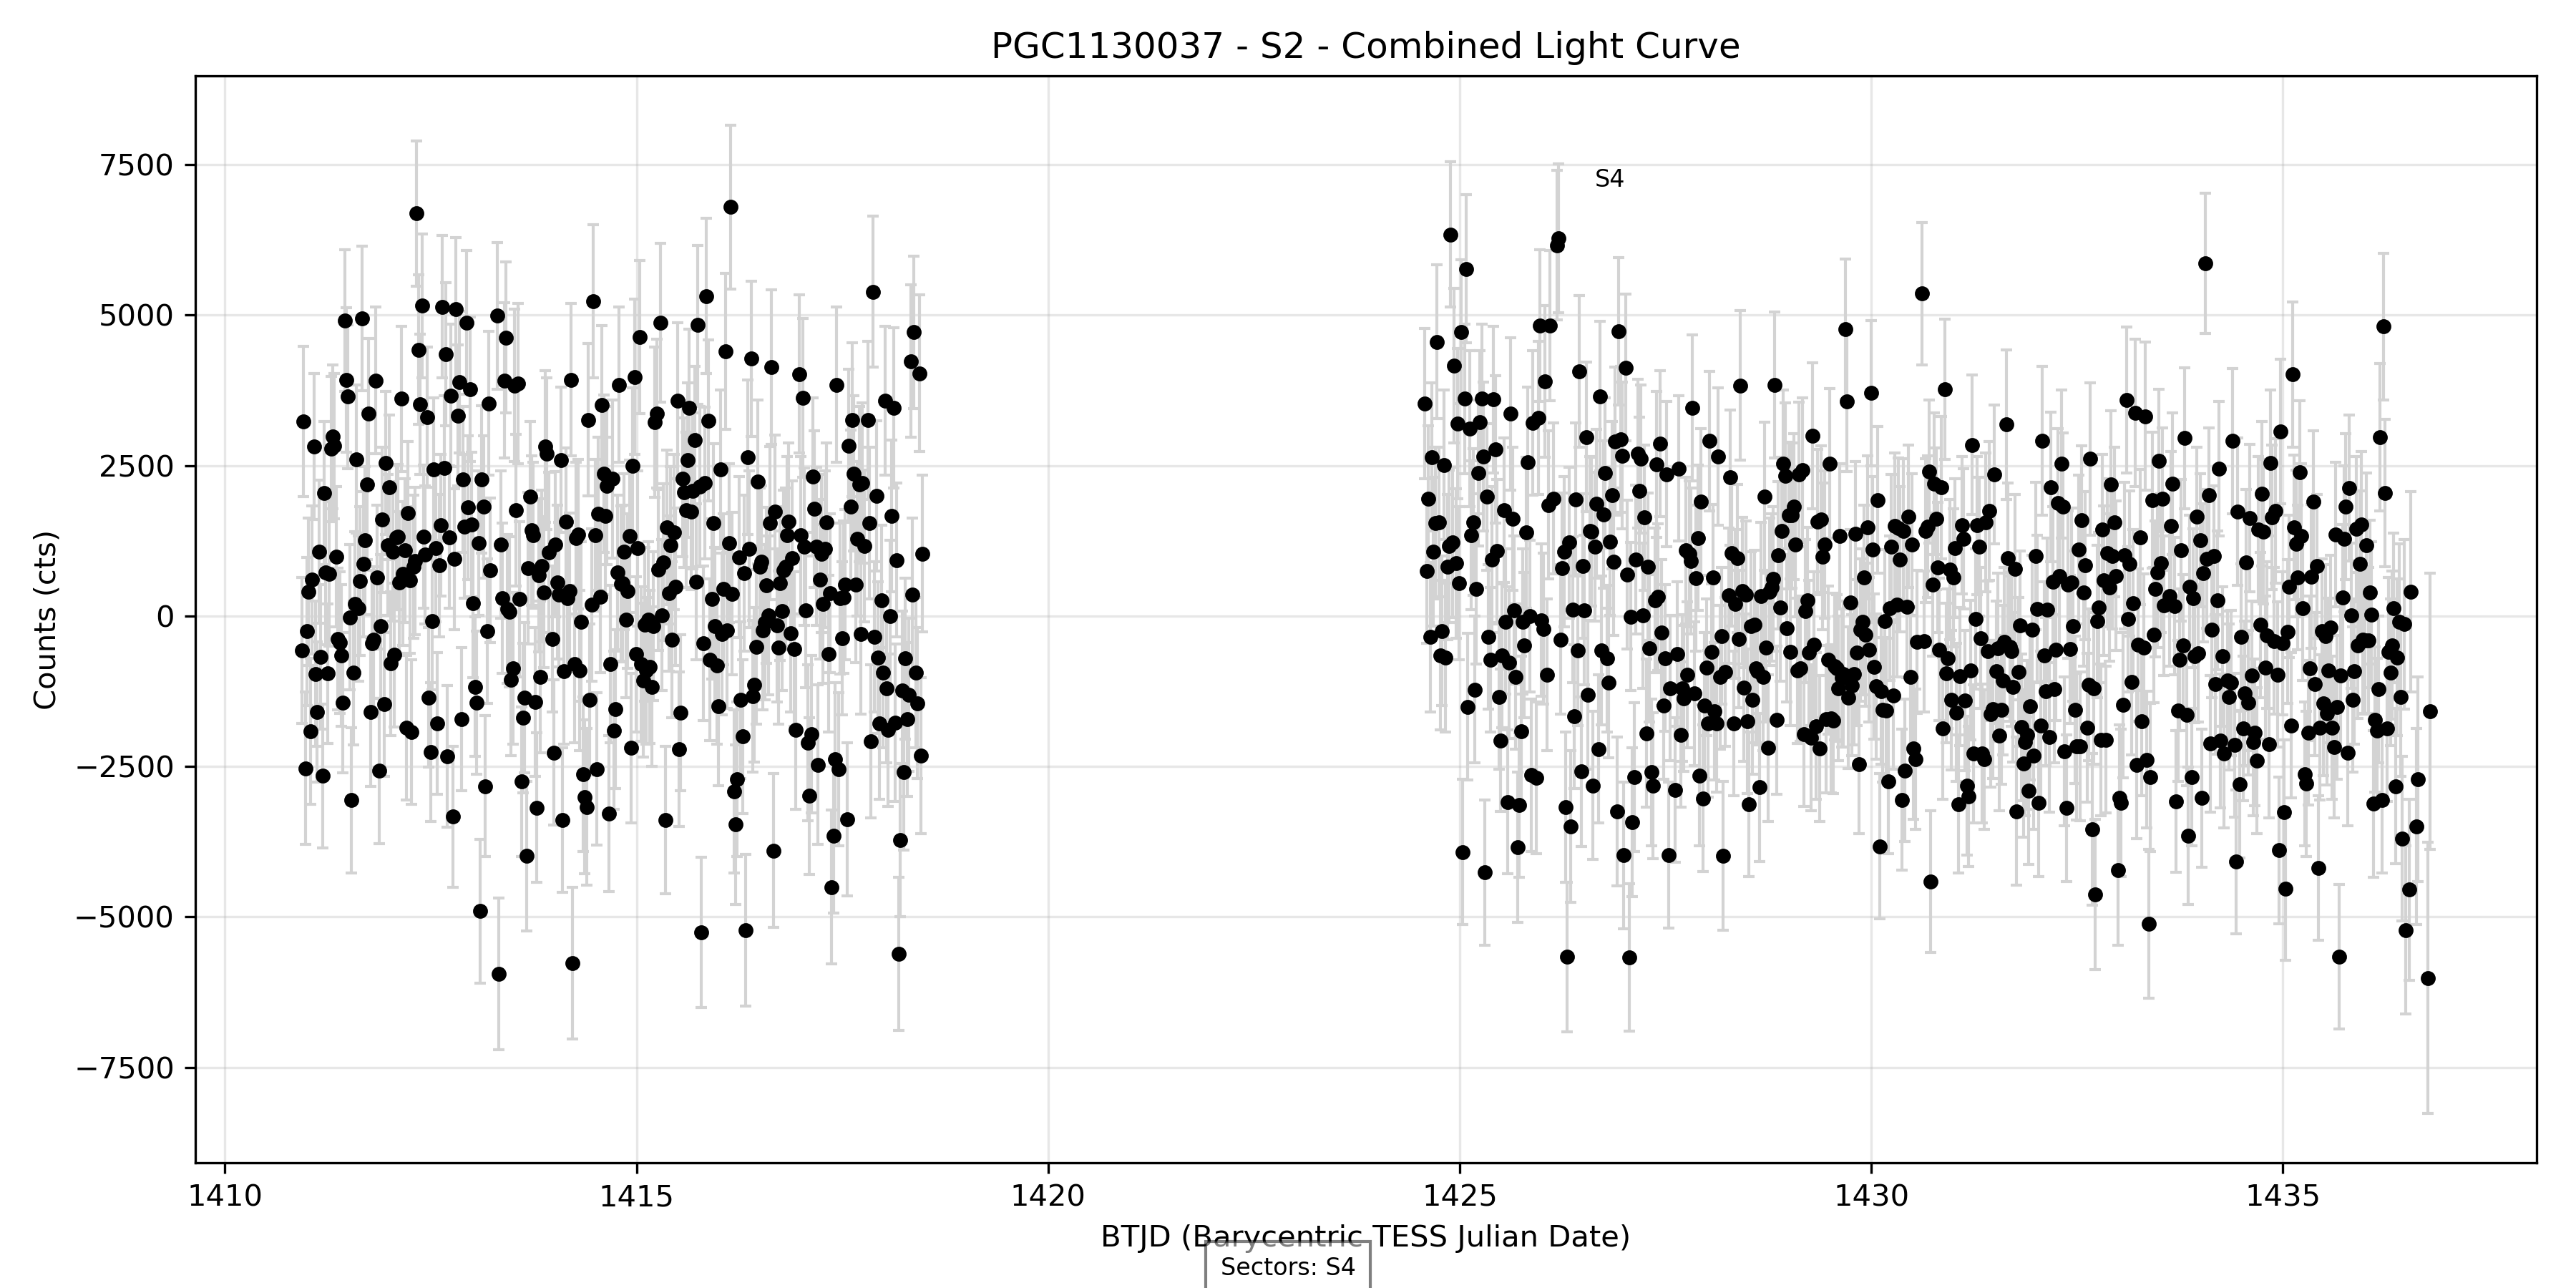 PGC1130037 - S2 - Combined Light Curve
S4
7500
5000
2500
0
−2500
−5000
−7500
Counts (cts)
1410 1415 1420 1425 1430 1435
BTJD (Barycentric TESS Julian Date)
Sectors: S4